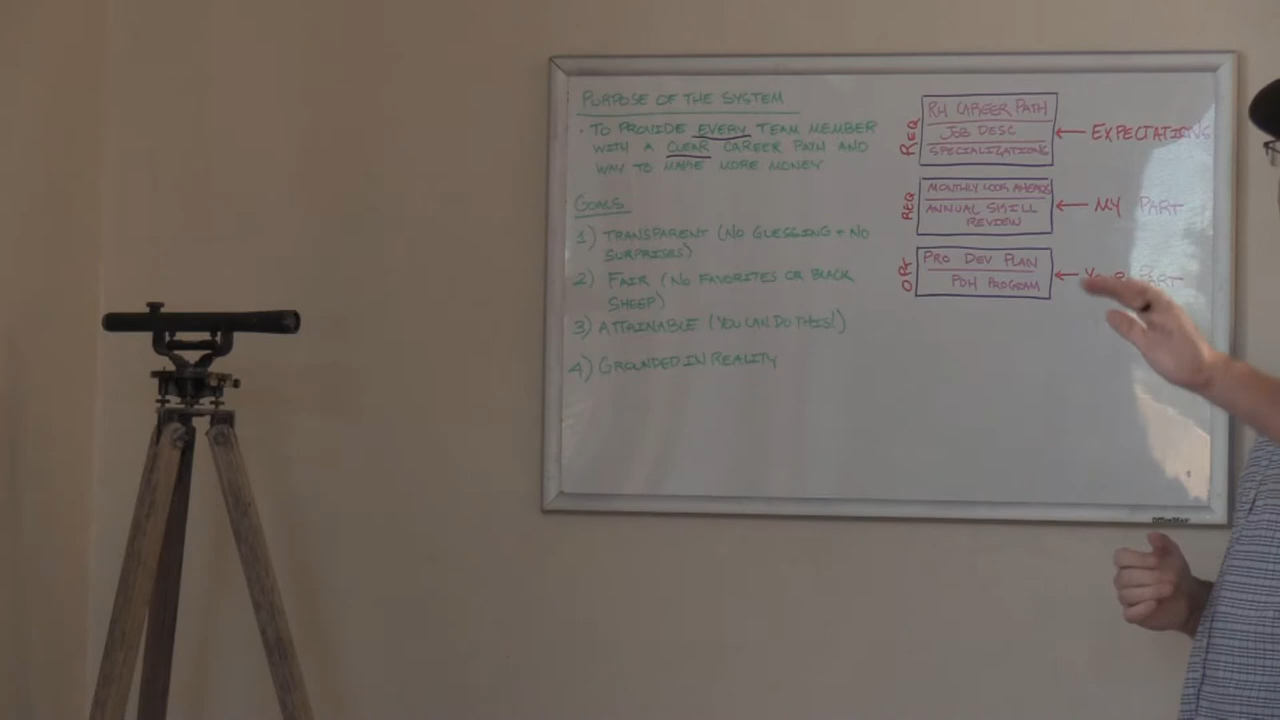 PURPOSE OF THE SYSTEM
• TO PROVIDE EVERY TEAM MEMBER
WITH A CLEAR CAREER PATH AND
WAY TO MAKE MORE MONEY
GOALS
1) TRANSPARENT (NO GUESSING + NO
SURPRISES)
2) FAIR (NO FAVORITES OR BLACK
SHEEP)
3) ATTAINABLE (YOU CAN DO THIS!)
4) GROUNDED IN REALITY
REQ
RH CAREER PATH
JOB DESC
SPECIALIZATIONS
← EXPECTATIONS
REQ
MONTHLY LOOK AHEADS
ANNUAL SKILL
REVIEW
← MY PART
OPT
PRO DEV PLAN
PDH PROGRAM
← PART
OfficeMax